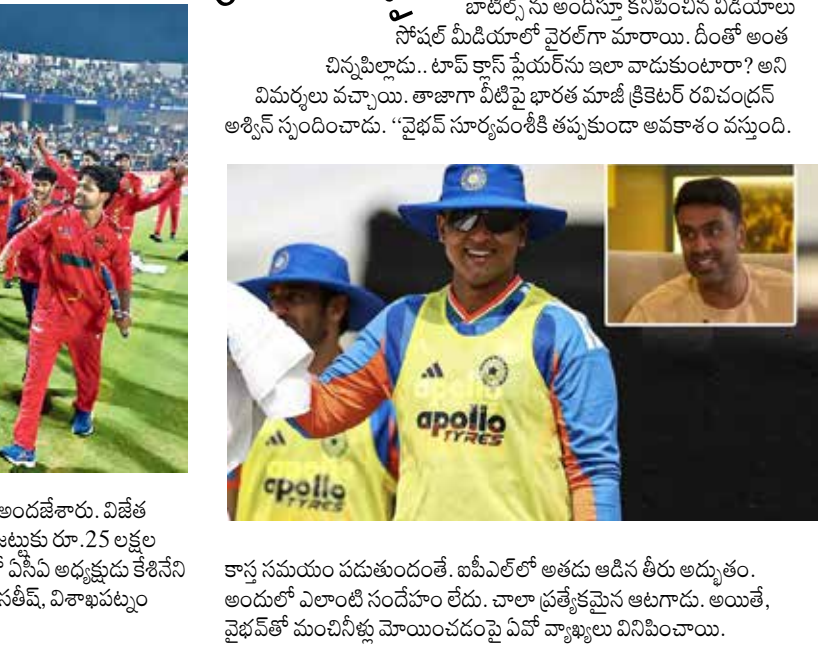 బాటిల్స్ ను అందిస్తూ కనిపించిన వీడియోలు
సోషల్ మీడియాలో వైరల్‌గా మారాయి. దీంతో అంత
చిన్నపిల్లాడు.. టాప్ క్లాస్ ప్లేయర్‌ను ఇలా వాడుకుంటారా? అని
విమర్శలు వచ్చాయి. తాజాగా వీటిపై భారత మాజీ క్రికెటర్ రవిచంద్రన్
అశ్విన్ స్పందించాడు. ‘‘వైభవ్ సూర్యవంశీకి తప్పకుండా అవకాశం వస్తుంది.
apollo
TYRES
apollo
TYRES
కాస్త సమయం పడుతుందంతే. ఐపీఎల్‌లో అతడు ఆడిన తీరు అద్భుతం.
అందులో ఎలాంటి సందేహం లేదు. చాలా ప్రత్యేకమైన ఆటగాడు. అయితే,
వైభవ్‌తో మంచినీళ్లు మోయించడంపై ఏవో వ్యాఖ్యలు వినిపించాయి.
అందజేశారు. విజేత
జట్టుకు రూ.25 లక్షల
ఏసీఏ అధ్యక్షుడు కేశినేని
సతీష్, విశాఖపట్నం